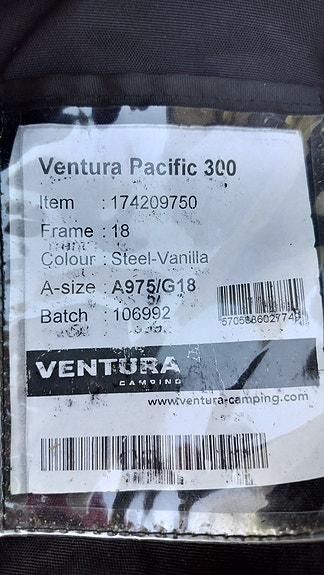 Ventura Pacific 300
Item : 174209750
Frame : 18
Colour : Steel-Vanilla
A-size : A975/G18
Batch : 106992
VENTURA
CAMPING
www.ventura-camping.com